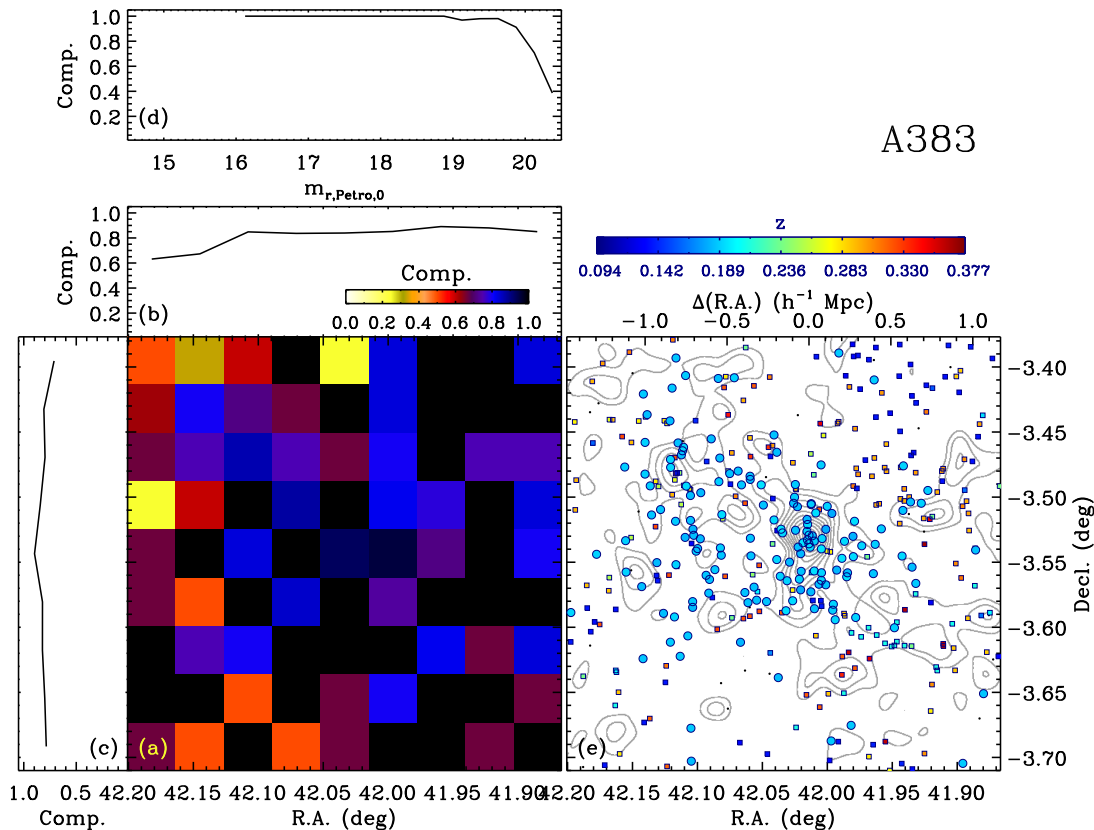 1.0
0.8
0.6
0.4
0.2
Comp.
(d)
15 16 17 18 19 20
m_r,Petro,0
A383
1.0
0.8
0.6
0.4
0.2
Comp.
(b)
Comp.
0.0 0.2 0.4 0.6 0.8 1.0
z
0.094 0.142 0.189 0.236 0.283 0.330 0.377
Δ(R.A.) (h⁻¹ Mpc)
−1.0 −0.5 0.0 0.5 1.0
−3.40
−3.45
−3.50
−3.55
−3.60
−3.65
−3.70
Decl. (deg)
(c)
(a)
(e)
1.0 0.5
Comp.
42.20 42.15 42.10 42.05 42.00 41.95 41.90
R.A. (deg)
42.20 42.15 42.10 42.05 42.00 41.95 41.90
R.A. (deg)